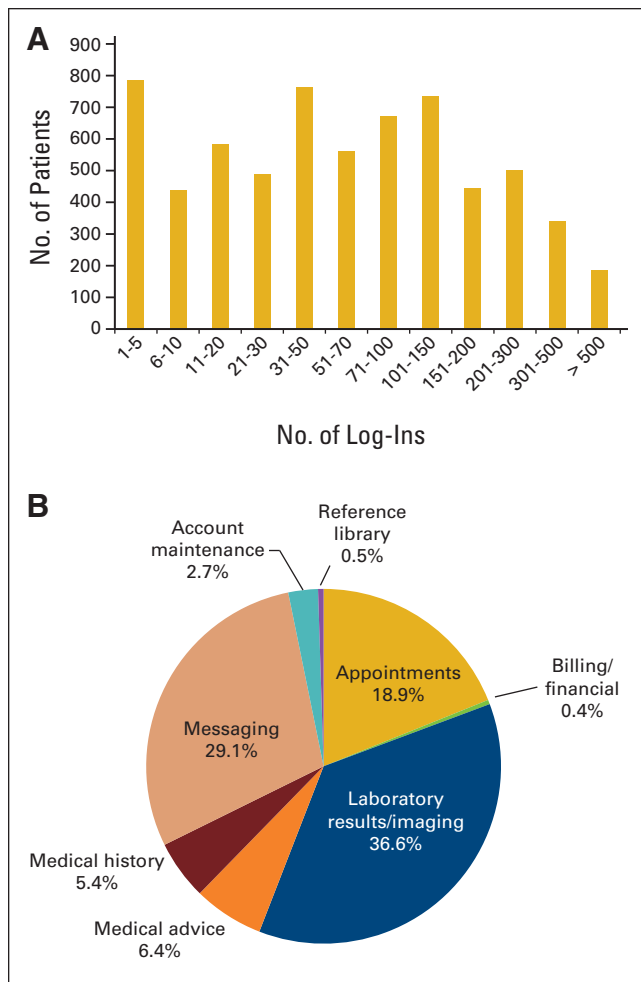 A
900
800
700
600
500
400
300
200
100
0
No. of Patients
1-5
6-10
11-20
21-30
31-50
51-70
71-100
101-150
151-200
201-300
301-500
> 500
No. of Log-Ins
B
Account
maintenance
2.7%
Reference
library
0.5%
Appointments
18.9%
Billing/
financial
0.4%
Messaging
29.1%
Laboratory
results/imaging
36.6%
Medical history
5.4%
Medical advice
6.4%